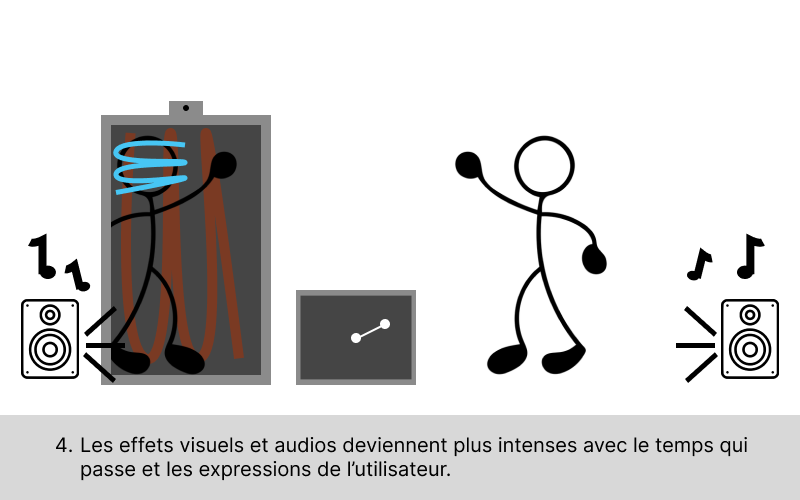 4. Les effets visuels et audios deviennent plus intenses avec le temps qui
passe et les expressions de l’utilisateur.